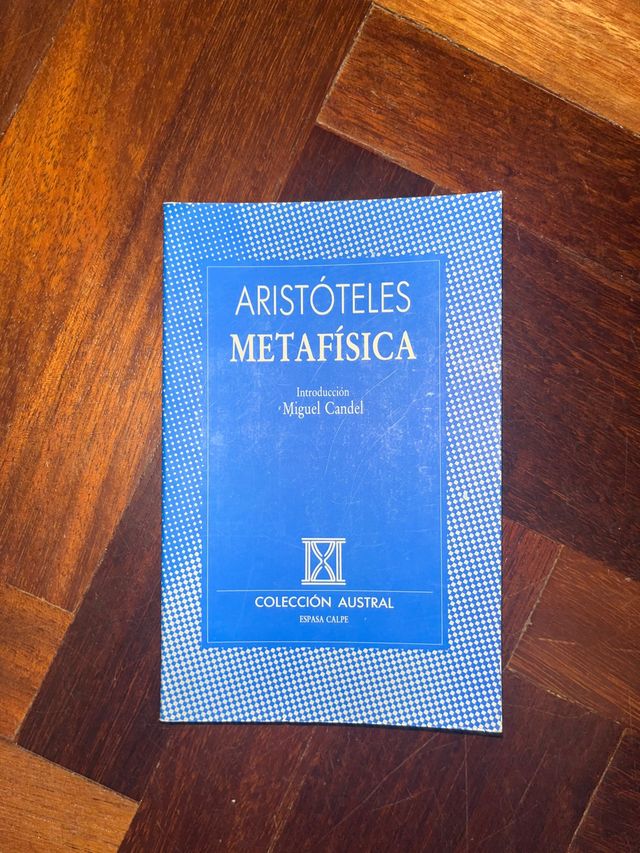 ARISTÓTELES
METAFÍSICA
Introducción
Miguel Candel
COLECCIÓN AUSTRAL
ESPASA CALPE